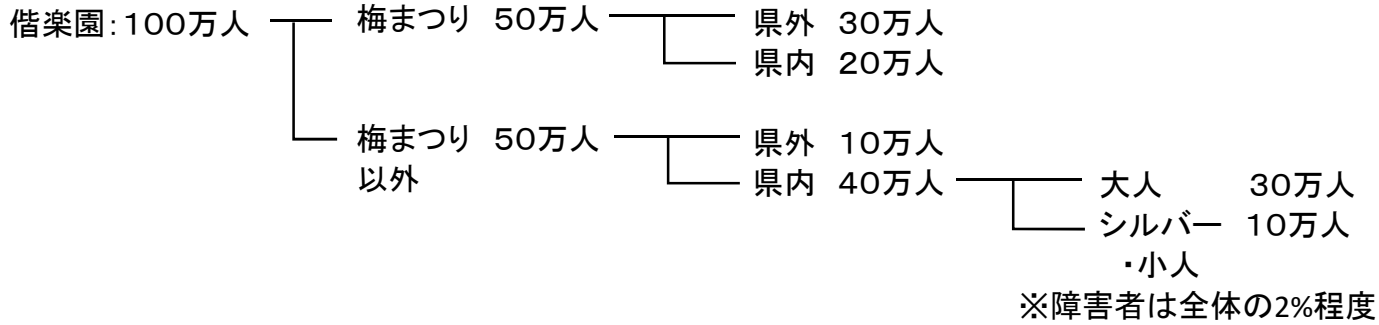 偕楽園：100万人
梅まつり 50万人
県外 30万人
県内 20万人
梅まつり 50万人
以外
県外 10万人
県内 40万人
大人 30万人
シルバー 10万人
・小人
※障害者は全体の2%程度